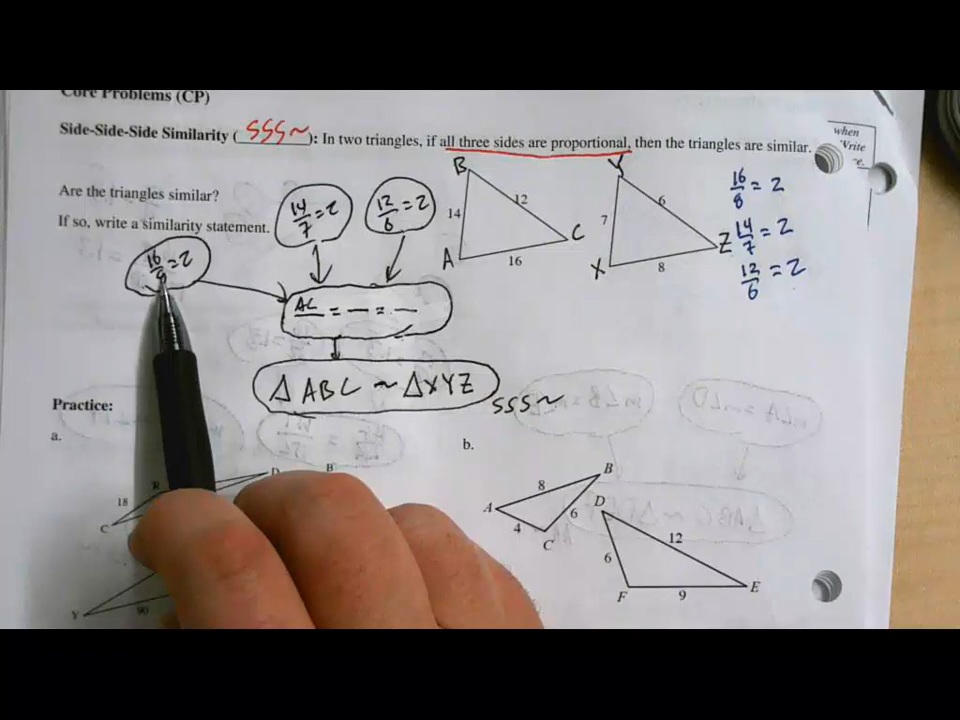 Core Problems (CP)
Side-Side-Side Similarity ( SSS~ ): In two triangles, if all three sides are proportional, then the triangles are similar.
when
Write
Are the triangles similar?
If so, write a similarity statement.
14/7 = 2
12/6 = 2
B
14
12
A
16
C
Y
7
6
X
8
Z
16/8 = 2
14/7 = 2
12/6 = 2
16/8 = 2
AC = — = —
Δ ABC ~ ΔXYZ
SSS~
Practice:
a.
b.
18
C
B
Y
90
A
8
B
4
6
C
D
6
12
F
9
E